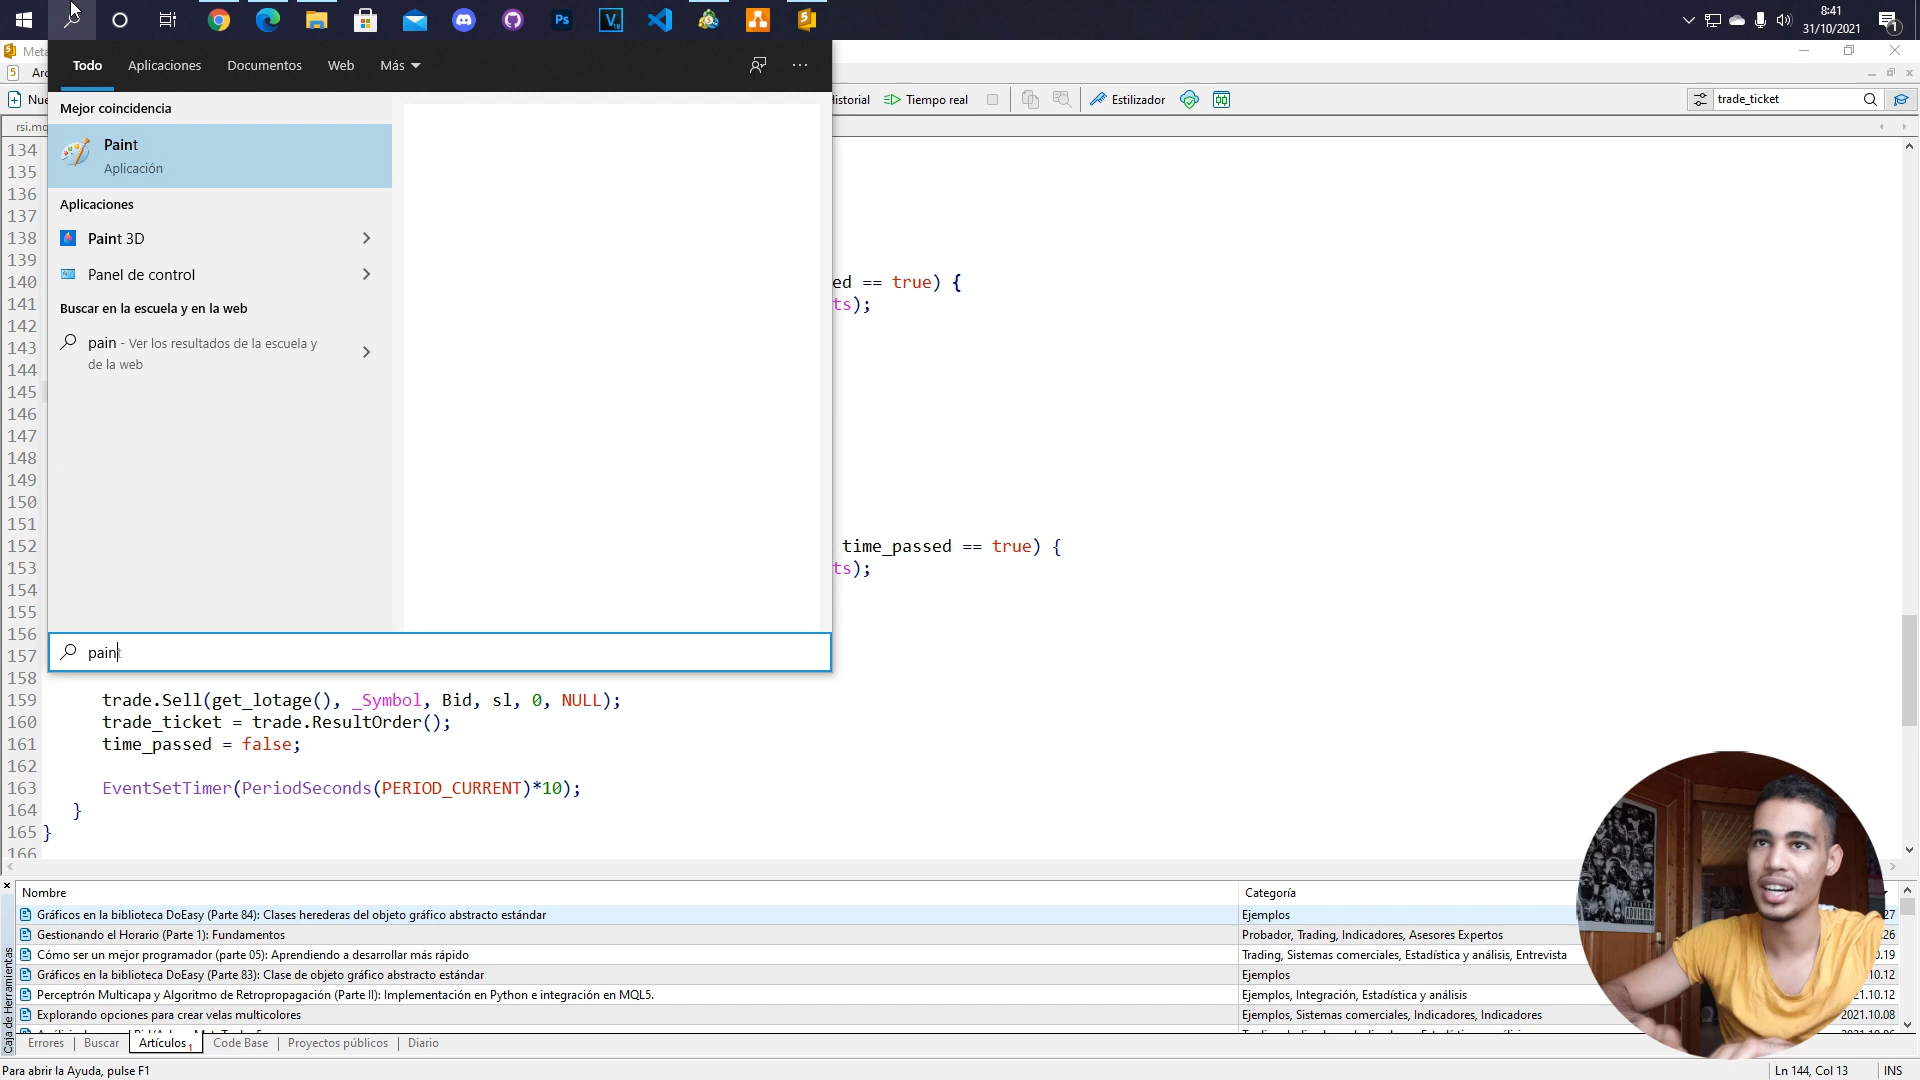 8:41
31/10/2021
1
Ps
5
Todo
Aplicaciones
Documentos
Web
Más
Mejor coincidencia
Paint
Aplicación
Aplicaciones
Paint 3D
Panel de control
Buscar en la escuela y en la web
pain - Ver los resultados de la escuela y
de la web
paint
Tiempo real
Estilizador
trade_ticket
134
135
136
137
138
139
140 ed == true) {
141 ts);
142
143
144
145
146
147
148
149
150
151
152 time_passed == true) {
153 ts);
154
155
156
157
158
159 trade.Sell(get_lotage(), _Symbol, Bid, sl, 0, NULL);
160 trade_ticket = trade.ResultOrder();
161 time_passed = false;
162
163 EventSetTimer(PeriodSeconds(PERIOD_CURRENT)*10);
164 }
165 }
166
Nombre Categoría
Gráficos en la biblioteca DoEasy (Parte 84): Clases herederas del objeto gráfico abstracto estándar Ejemplos
Gestionando el Horario (Parte 1): Fundamentos Probador, Trading, Indicadores, Asesores Expertos
Cómo ser un mejor programador (parte 05): Aprendiendo a desarrollar más rápido Trading, Sistemas comerciales, Estadística y análisis, Entrevista
Gráficos en la biblioteca DoEasy (Parte 83): Clase de objeto gráfico abstracto estándar Ejemplos
Perceptrón Multicapa y Algoritmo de Retropropagación (Parte II): Implementación en Python e integración en MQL5. Ejemplos, Integración, Estadística y análisis
Explorando opciones para crear velas multicolores Ejemplos, Sistemas comerciales, Indicadores, Indicadores 2021.10.08
Caja de Herramientas
Errores
Buscar
Artículos 1
Code Base
Proyectos públicos
Diario
Para abrir la Ayuda, pulse F1
Ln 144, Col 13
INS